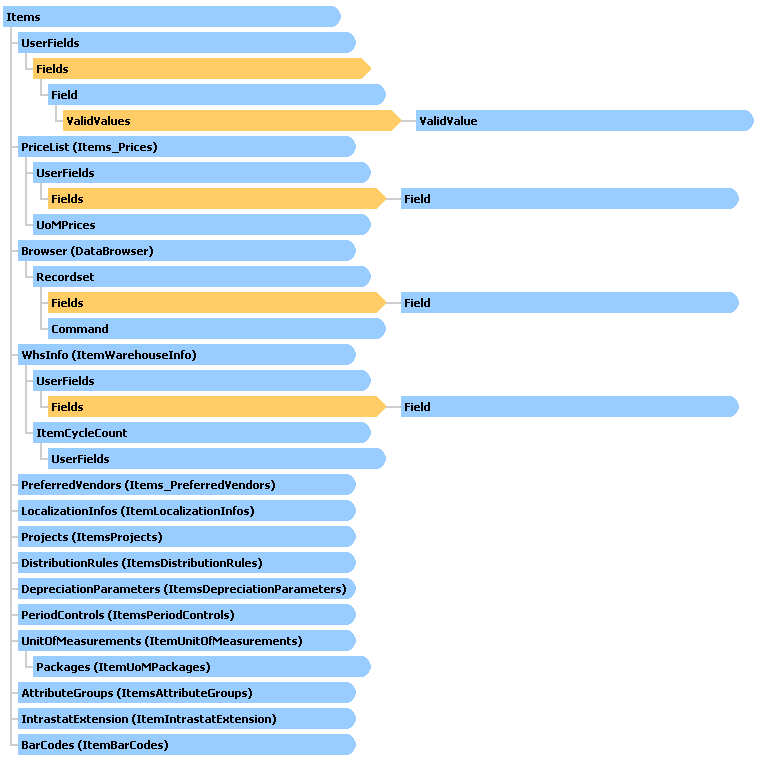 Items
UserFields
Fields
Field
ValidValues ValidValue
PriceList (Items_Prices)
UserFields
Fields Field
UoMPrices
Browser (DataBrowser)
Recordset
Fields Field
Command
WhsInfo (ItemWarehouseInfo)
UserFields
Fields Field
ItemCycleCount
UserFields
PreferredVendors (Items_PreferredVendors)
LocalizationInfos (ItemLocalizationInfos)
Projects (ItemsProjects)
DistributionRules (ItemsDistributionRules)
DepreciationParameters (ItemsDepreciationParameters)
PeriodControls (ItemsPeriodControls)
UnitOfMeasurements (ItemUnitOfMeasurements)
Packages (ItemUoMPackages)
AttributeGroups (ItemsAttributeGroups)
IntrastatExtension (ItemIntrastatExtension)
BarCodes (ItemBarCodes)